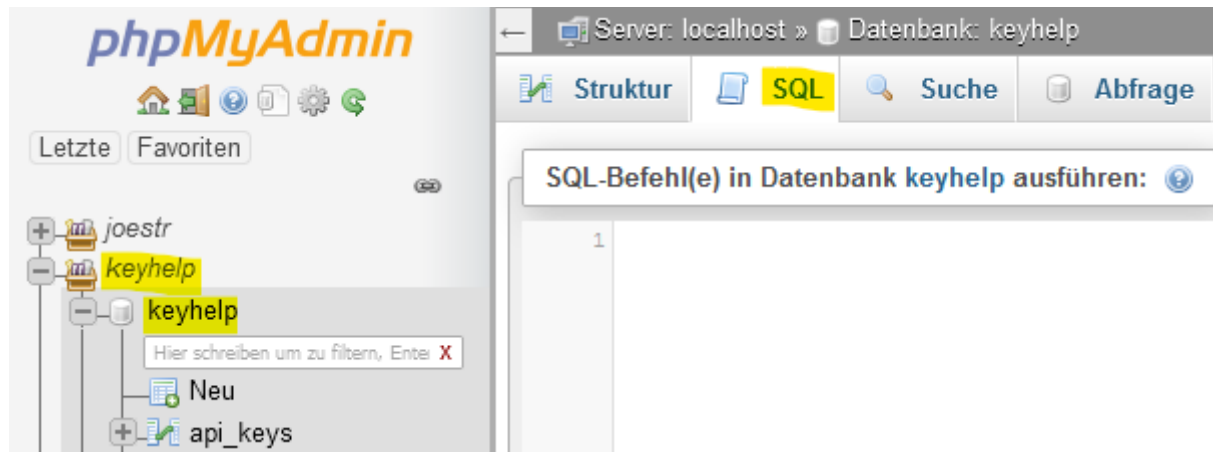 phpMyAdmin
Letzte Favoriten
joestr
keyhelp
keyhelp
Hier schreiben um zu filtern, Enter X
Neu
api_keys
← Server: localhost » Datenbank: keyhelp
Struktur SQL Suche Abfrage
SQL-Befehl(e) in Datenbank keyhelp ausführen:
1